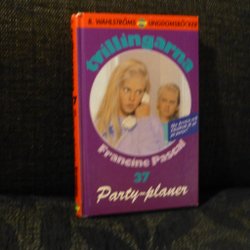 B. WAHLSTRÖMS UNGDOMSBÖCKER
tvillingarna
Francine Pascal
37
Party-planer